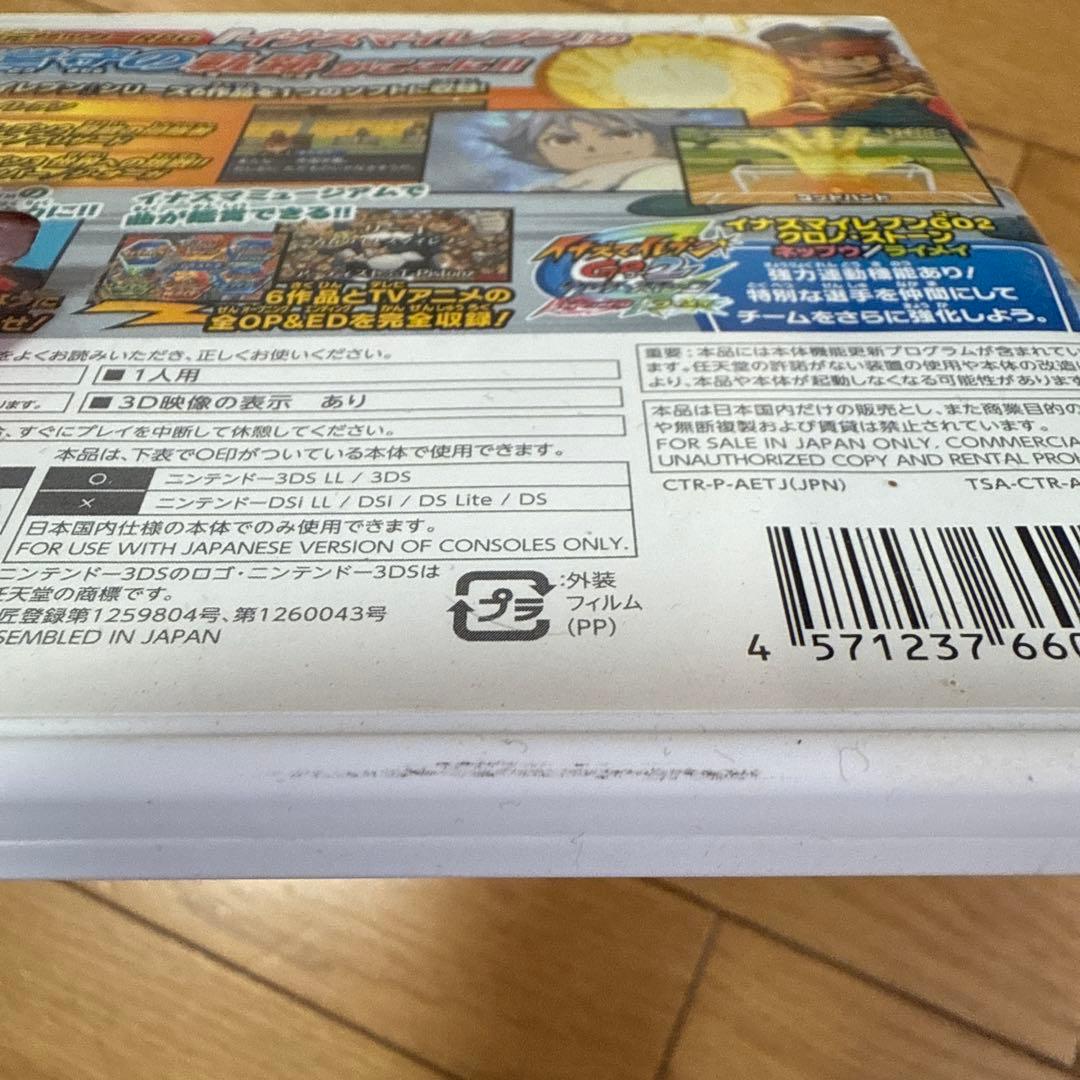 「イナズマイレブン」の
の軌跡がここに!!
6作品を1つのソフトに収録!
イナズマミュージアムで
曲が鑑賞できる!!
ゴッドハンド
6作品とTVアニメの
全OP&EDを完全収録!
イナズマイレブンGO2
クロノ・ストーン
ネップウ/ライメイ
強力連動機能あり!
特別な選手を仲間にして
チームをさらに強化しよう。
をよくお読みいただき、正しくお使いください。
■1人用
ります。
■3D映像の表示 あり
、すぐにプレイを中断して休憩してください。
本品は、下表で○印がついている本体で使用できます。
○ ニンテンドー3DS LL / 3DS
× ニンテンドーDSi LL / DSi / DS Lite / DS
日本国内仕様の本体でのみ使用できます。
FOR USE WITH JAPANESE VERSION OF CONSOLES ONLY.
ニンテンドー3DSのロゴ・ニンテンドー3DSは
任天堂の商標です。
匠登録第1259804号、第1260043号
SEMBLED IN JAPAN
プラ
:外装
フィルム
(PP)
重要:本品には本体機能更新プログラムが含まれてい
ます。任天堂の許諾がない装置の使用や本体の改造
より、本品や本体が起動しなくなる可能性があります
本品は日本国内だけの販売とし、また商業目的の
や無断複製および賃貸は禁止されています。
FOR SALE IN JAPAN ONLY. COMMERCIA
UNAUTHORIZED COPY AND RENTAL PROH
CTR-P-AETJ(JPN)
TSA-CTR-A
4 571237 660